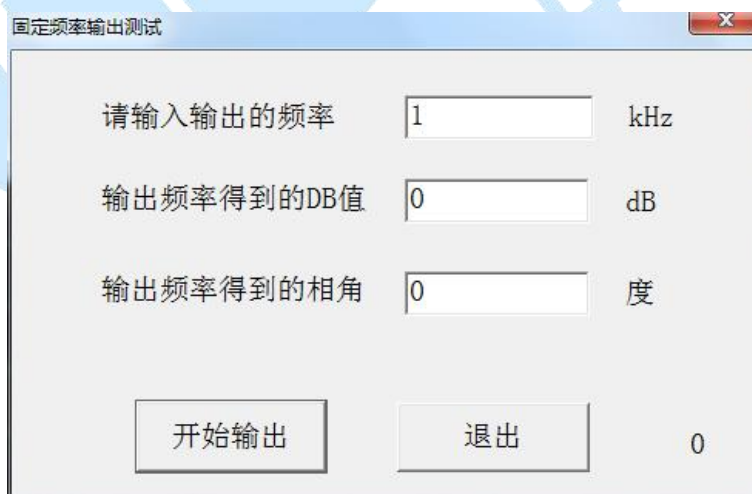 固定频率输出测试
请输入输出的频率 1 kHz
输出频率得到的DB值 0 dB
输出频率得到的相角 0 度
开始输出 退出 0